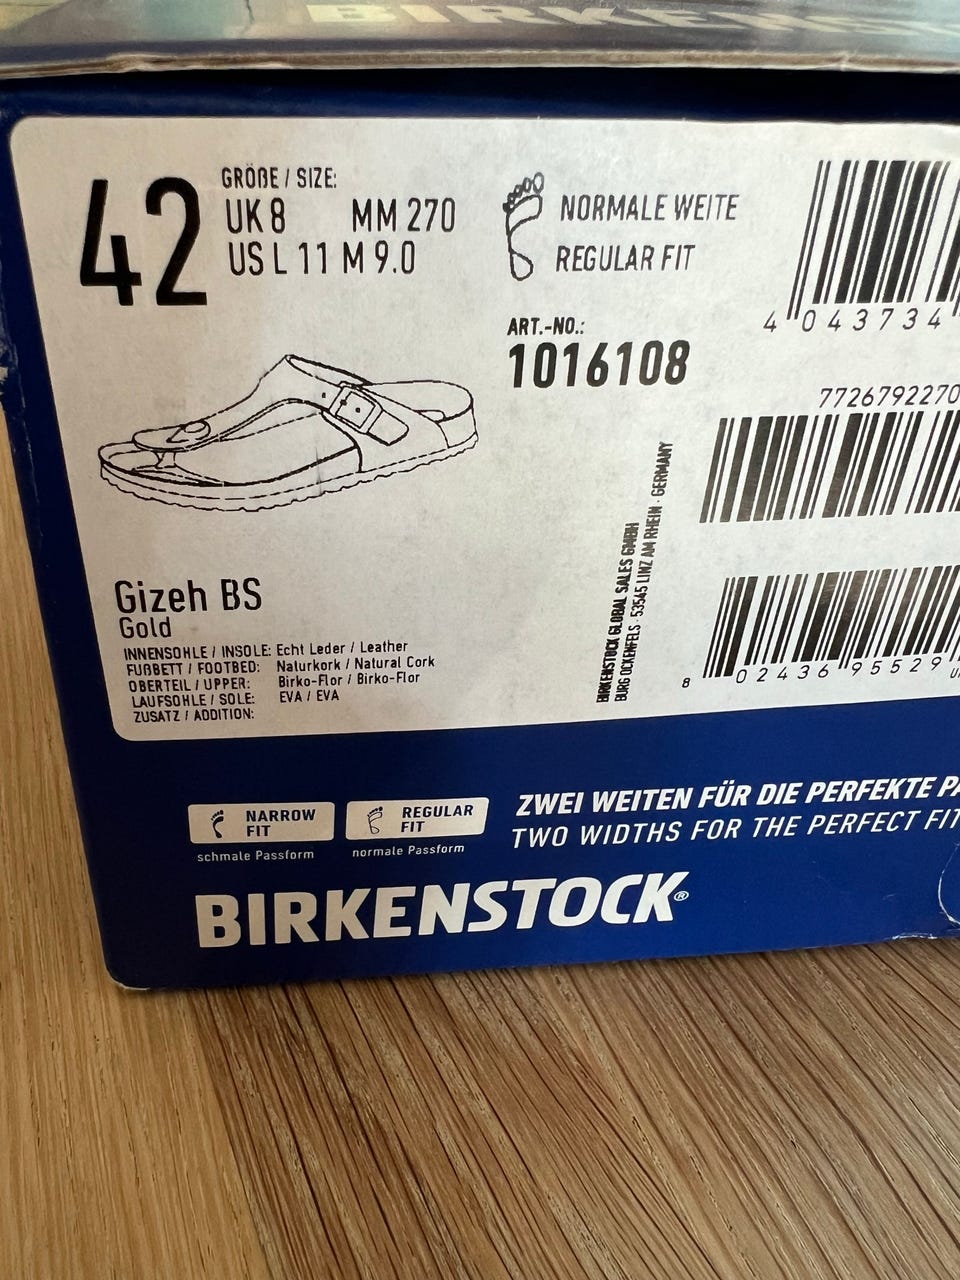 BIRKENS
42
GRÖßE / SIZE:
UK 8 MM 270
US L 11 M 9.0
NORMALE WEITE
REGULAR FIT
ART.-NO.:
1016108
4 043734
7726792270
8 02436 95529
BIRKENSTOCK GLOBAL SALES GMBH
BURG OCKENFELS · 53545 LINZ AM RHEIN · GERMANY
Gizeh BS
Gold
INNENSOHLE / INSOLE: Echt Leder / Leather
FUßBETT / FOOTBED: Naturkork / Natural Cork
OBERTEIL / UPPER: Birko-Flor / Birko-Flor
LAUFSOHLE / SOLE: EVA / EVA
ZUSATZ / ADDITION:
NARROW
FIT
schmale Passform
REGULAR
FIT
normale Passform
ZWEI WEITEN FÜR DIE PERFEKTE PA
TWO WIDTHS FOR THE PERFECT FIT
BIRKENSTOCK®